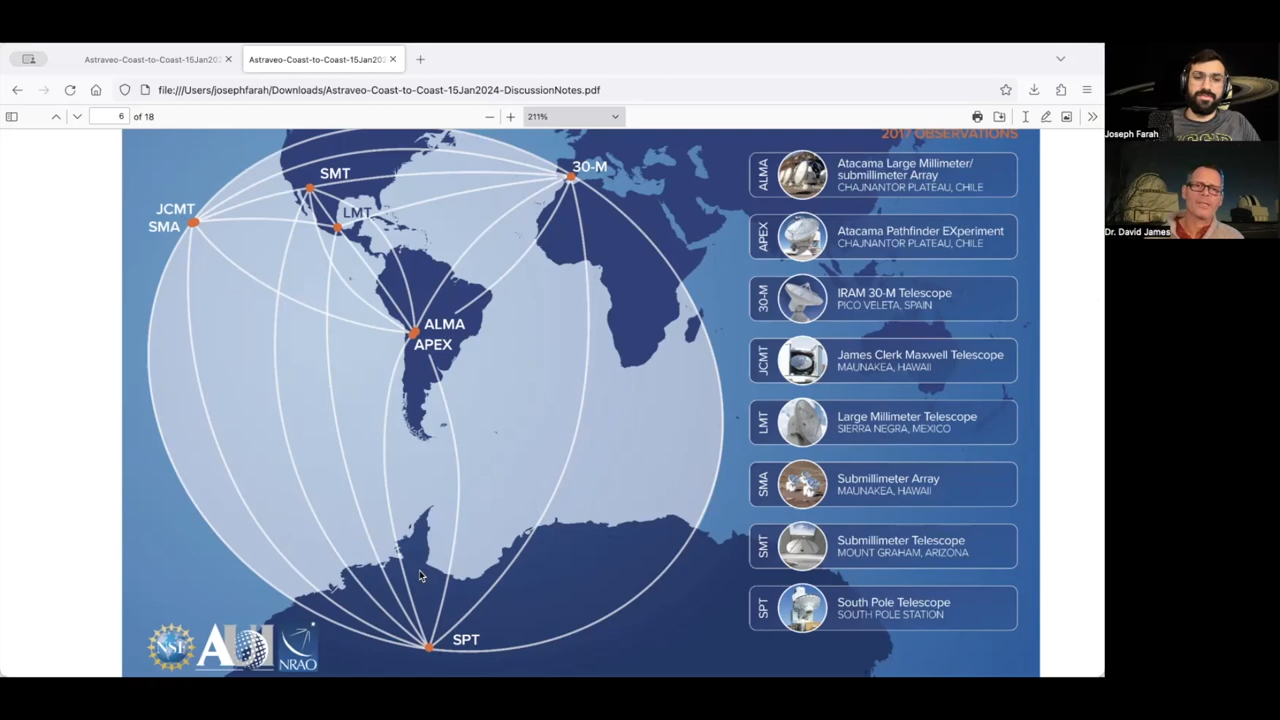 Astraveo-Coast-to-Coast-15Jan202
Astraveo-Coast-to-Coast-15Jan202
file:///Users/josephfarah/Downloads/Astraveo-Coast-to-Coast-15Jan2024-DiscussionNotes.pdf
6 of 18
211%
2017 OBSERVATIONS
SMT
30-M
JCMT
SMA
LMT
ALMA
APEX
SPT
ALMA
Atacama Large Millimeter/
submillimeter Array
CHAJNANTOR PLATEAU, CHILE
APEX
Atacama Pathfinder EXperiment
CHAJNANTOR PLATEAU, CHILE
30-M
IRAM 30-M Telescope
PICO VELETA, SPAIN
JCMT
James Clerk Maxwell Telescope
MAUNAKEA, HAWAII
LMT
Large Millimeter Telescope
SIERRA NEGRA, MEXICO
SMA
Submillimeter Array
MAUNAKEA, HAWAII
SMT
Submillimeter Telescope
MOUNT GRAHAM, ARIZONA
SPT
South Pole Telescope
SOUTH POLE STATION
NSF
AUI
NRAO
Joseph Farah
Dr. David James